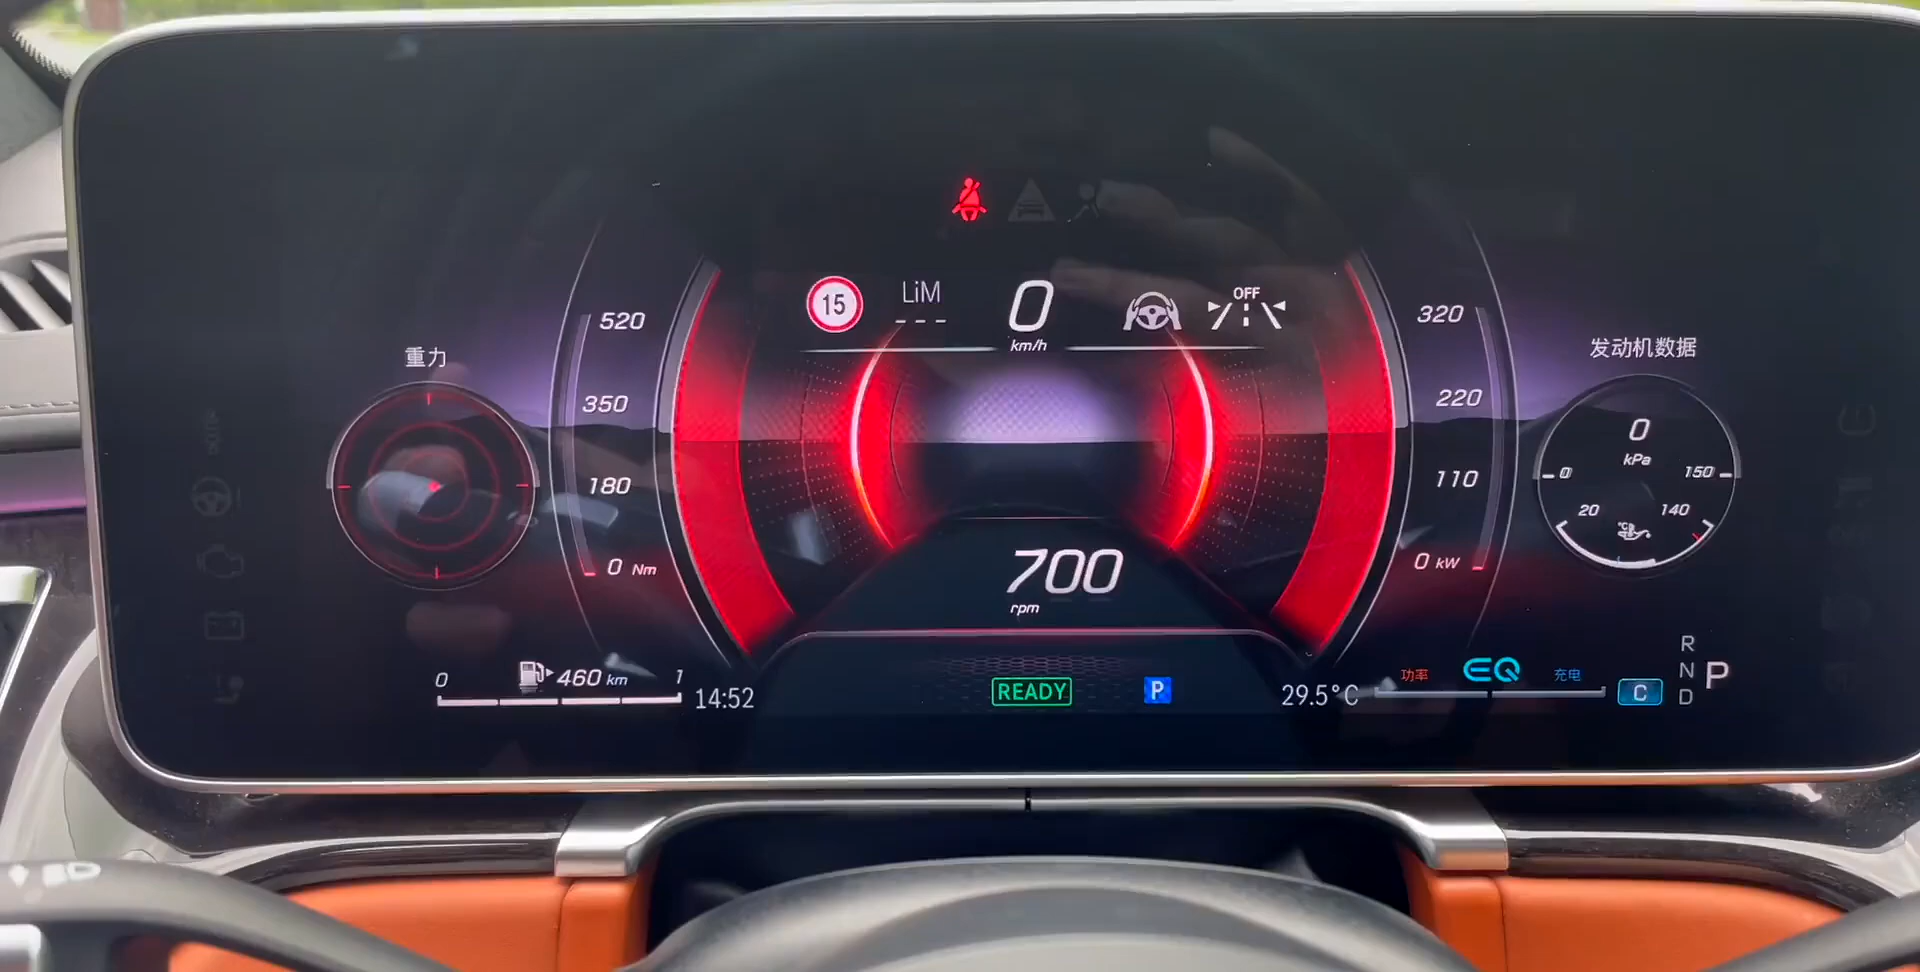 15
LiM
---
0
km/h
OFF
重力
520
350
180
0 Nm
320
220
110
0 kW
发动机数据
0
kPa
0
150
20
140
°C
700
rpm
0
460 km
1
14:52
READY
P
29.5°C
功率
EQ
充电
C
R
N
D
P